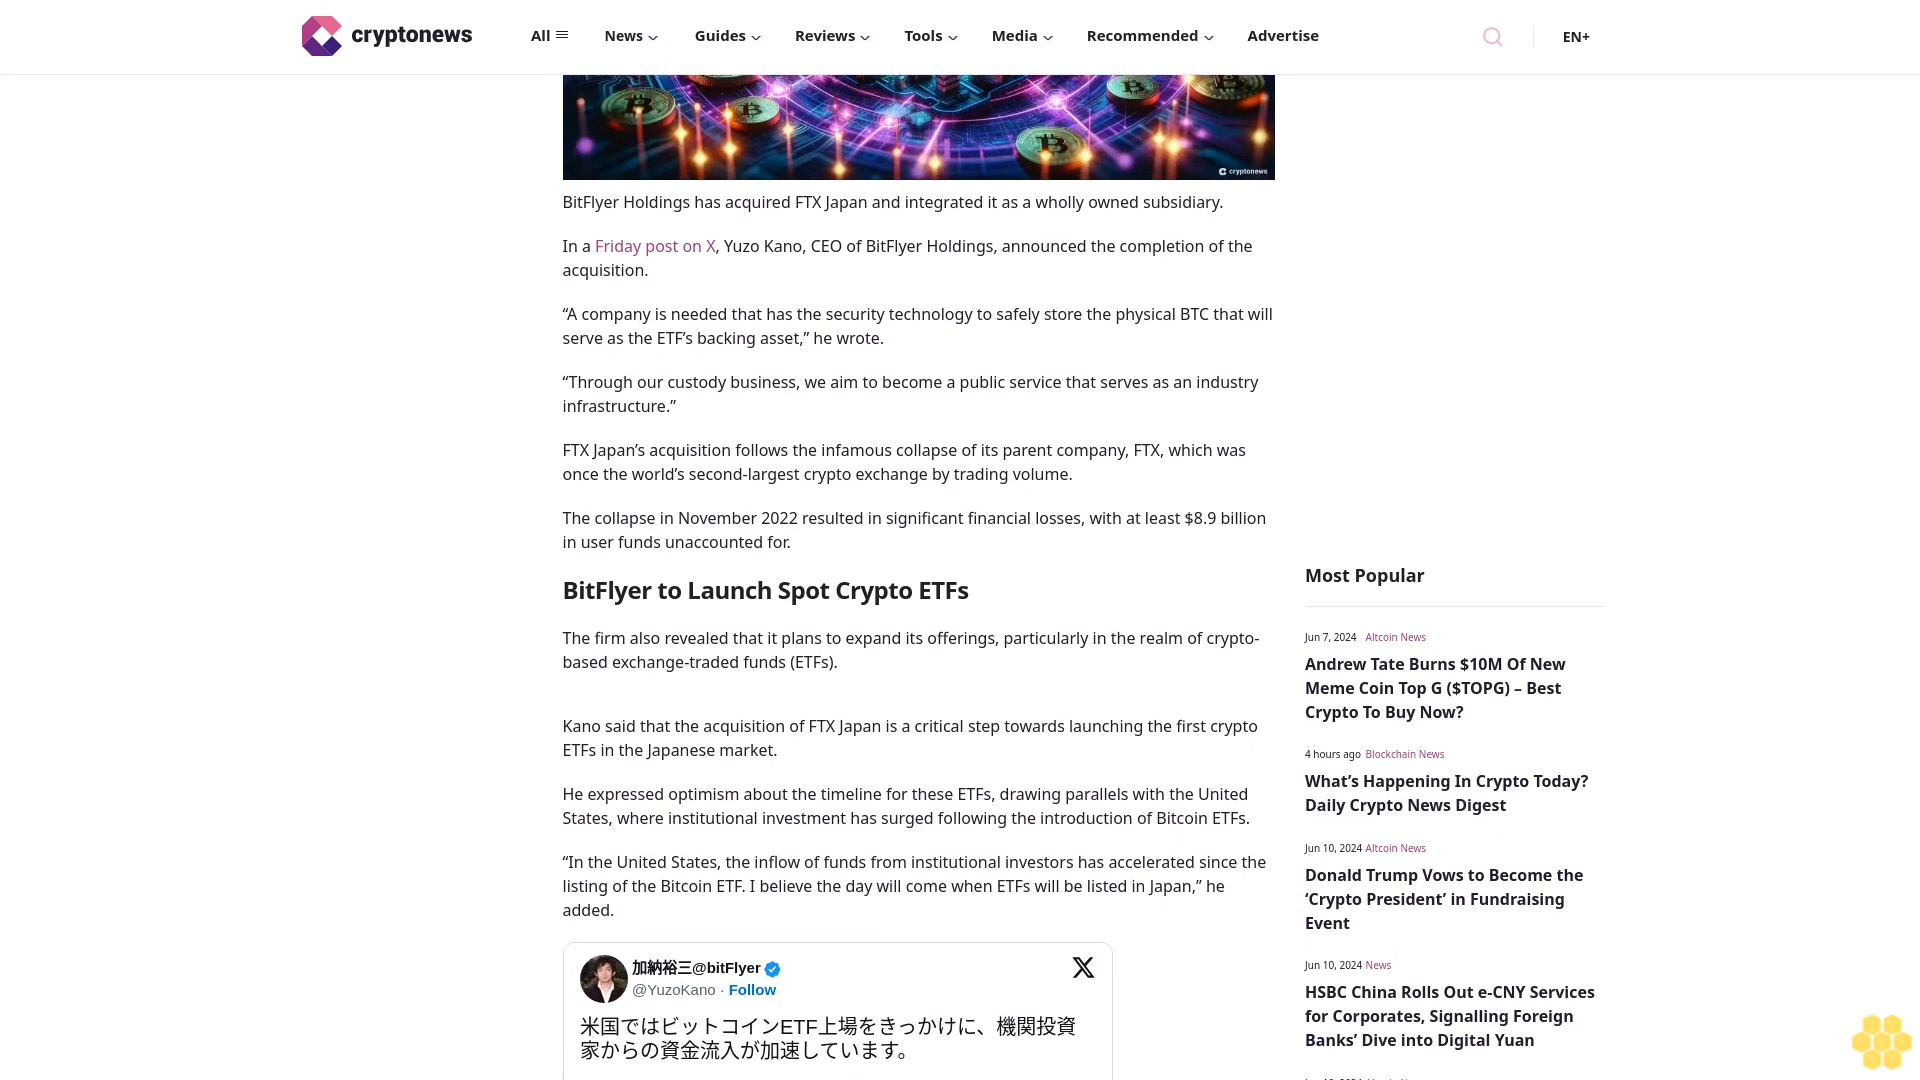 cryptonews
All
News
Guides
Reviews
Tools
Media
Recommended
Advertise
EN+
cryptonews
BitFlyer Holdings has acquired FTX Japan and integrated it as a wholly owned subsidiary.
In a Friday post on X, Yuzo Kano, CEO of BitFlyer Holdings, announced the completion of the
acquisition.
“A company is needed that has the security technology to safely store the physical BTC that will
serve as the ETF’s backing asset,” he wrote.
“Through our custody business, we aim to become a public service that serves as an industry
infrastructure.”
FTX Japan’s acquisition follows the infamous collapse of its parent company, FTX, which was
once the world’s second-largest crypto exchange by trading volume.
The collapse in November 2022 resulted in significant financial losses, with at least $8.9 billion
in user funds unaccounted for.
BitFlyer to Launch Spot Crypto ETFs
The firm also revealed that it plans to expand its offerings, particularly in the realm of crypto-
based exchange-traded funds (ETFs).
Kano said that the acquisition of FTX Japan is a critical step towards launching the first crypto
ETFs in the Japanese market.
He expressed optimism about the timeline for these ETFs, drawing parallels with the United
States, where institutional investment has surged following the introduction of Bitcoin ETFs.
“In the United States, the inflow of funds from institutional investors has accelerated since the
listing of the Bitcoin ETF. I believe the day will come when ETFs will be listed in Japan,” he
added.
加納裕三@bitFlyer
@YuzoKano · Follow
米国ではビットコインETF上場をきっかけに、機関投資
家からの資金流入が加速しています。
Most Popular
Jun 7, 2024 Altcoin News
Andrew Tate Burns $10M Of New
Meme Coin Top G ($TOPG) – Best
Crypto To Buy Now?
4 hours ago Blockchain News
What’s Happening In Crypto Today?
Daily Crypto News Digest
Jun 10, 2024 Altcoin News
Donald Trump Vows to Become the
‘Crypto President’ in Fundraising
Event
Jun 10, 2024 News
HSBC China Rolls Out e-CNY Services
for Corporates, Signalling Foreign
Banks’ Dive into Digital Yuan